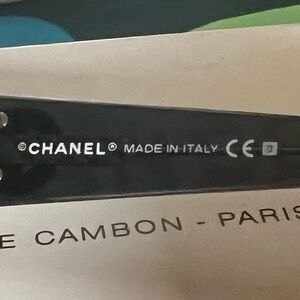 ©CHANEL® MADE IN ITALY CE
E CAMBON - PARIS